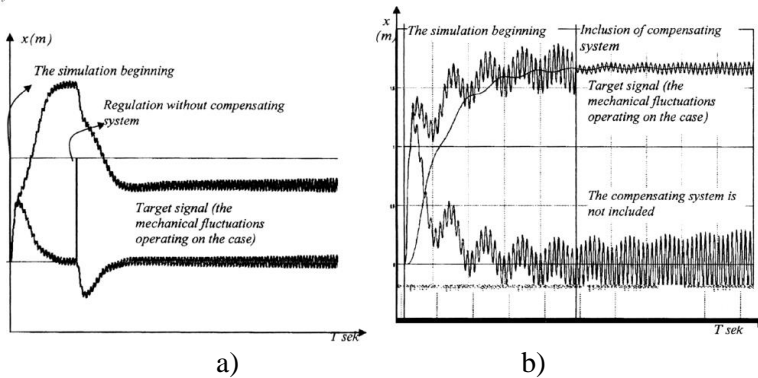 x(m)
The simulation beginning
Regulation without compensating
system
Target signal (the
mechanical fluctuations
operating on the case)
T sek
a)
x
(m)
The simulation beginning
Inclusion of compensating
system
Target signal (the
mechanical fluctuations
operating on the case)
The compensating system is
not included
T sek
b)